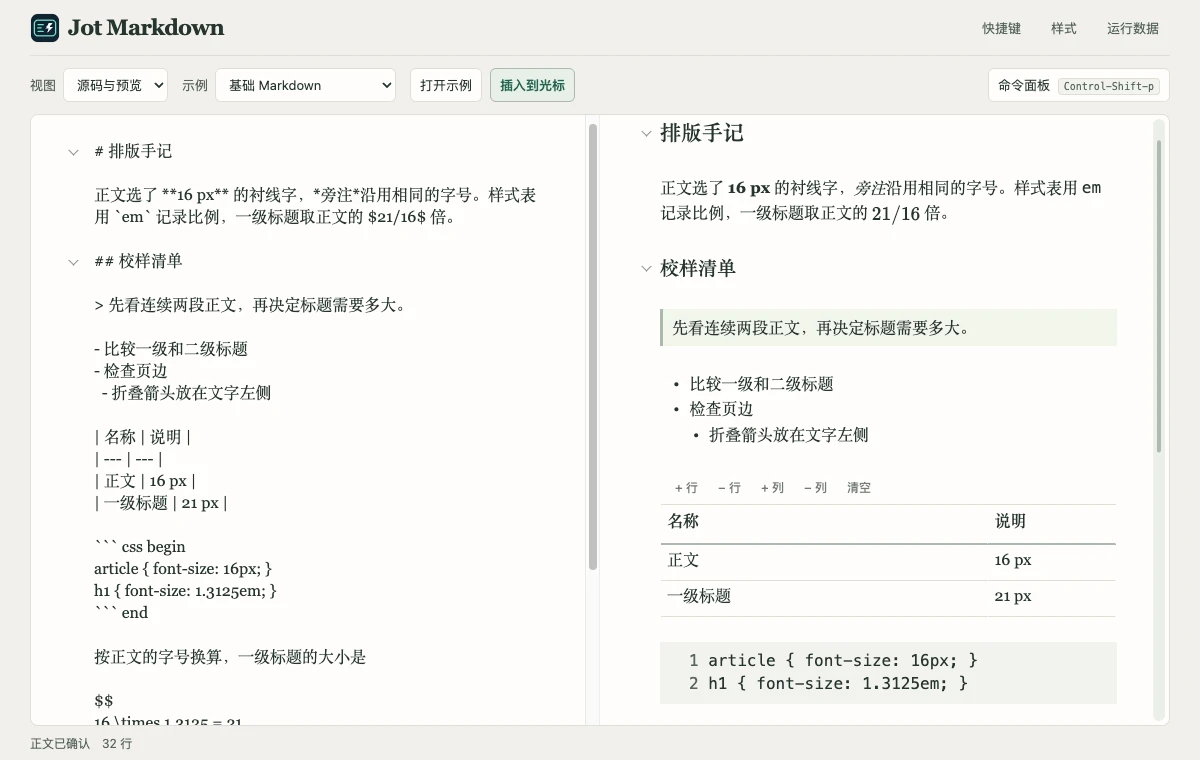 Jot Markdown
快捷键 样式 运行数据
视图 源码与预览 示例 基础 Markdown 打开示例 插入到光标 命令面板 Control-Shift-p
# 排版手记
正文选了 **16 px** 的衬线字，*旁注*沿用相同的字号。样式表
用 `em` 记录比例，一级标题取正文的 $21/16$ 倍。
## 校样清单
> 先看连续两段正文，再决定标题需要多大。
- 比较一级和二级标题
- 检查页边
- 折叠箭头放在文字左侧
| 名称 | 说明 |
| --- | --- |
| 正文 | 16 px |
| 一级标题 | 21 px |
``` css begin
article { font-size: 16px; }
h1 { font-size: 1.3125em; }
``` end
按正文的字号换算，一级标题的大小是
$$
16 \times 1.3125 = 21
排版手记
正文选了 16 px 的衬线字，旁注沿用相同的字号。样式表用 em
记录比例，一级标题取正文的 21/16 倍。
校样清单
先看连续两段正文，再决定标题需要多大。
• 比较一级和二级标题
• 检查页边
• 折叠箭头放在文字左侧
+ 行 − 行 + 列 − 列 清空
名称 说明
正文 16 px
一级标题 21 px
1 article { font-size: 16px; }
2 h1 { font-size: 1.3125em; }
正文已确认 32 行